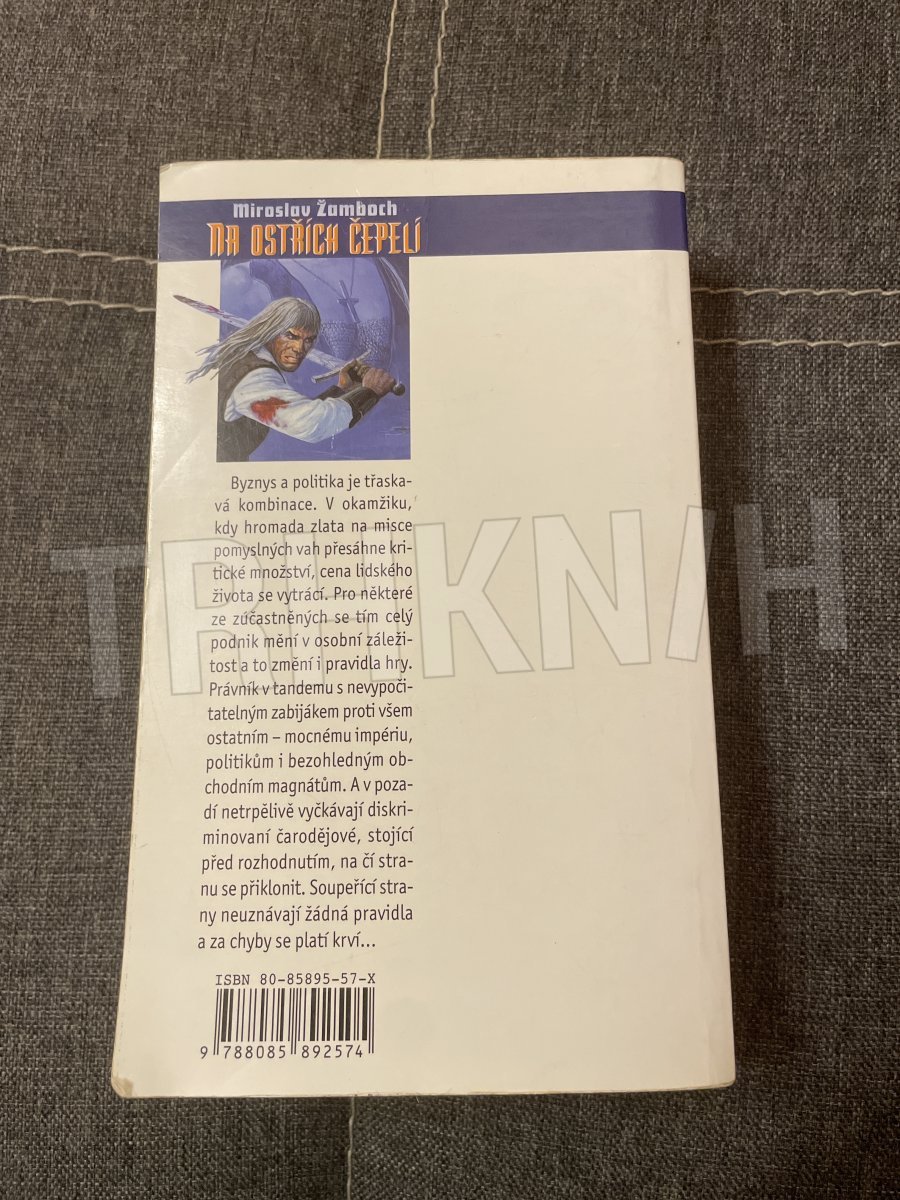 Miroslav Žamboch
NA OSTŘÍCH ČEPELÍ
Byznys a politika je třaska-
vá kombinace. V okamžiku,
kdy hromada zlata na misce
pomyslných vah přesáhne kri-
tické množství, cena lidského
života se vytrácí. Pro některé
ze zúčastněných se tím celý
podnik mění v osobní záleži-
tost a to změní i pravidla hry.
Právník v tandemu s nevypoči-
tatelným zabijákem proti všem
ostatním – mocnému impériu,
politikům i bezohledným ob-
chodním magnátům. A v poza-
dí netrpělivě vyčkávají diskri-
minovaní čarodějové, stojící
před rozhodnutím, na čí stra-
nu se přiklonit. Soupeřící stra-
ny neuznávají žádná pravidla
a za chyby se platí krví...
ISBN 80-85895-57-X
9 788085 892574
TRHKNIH